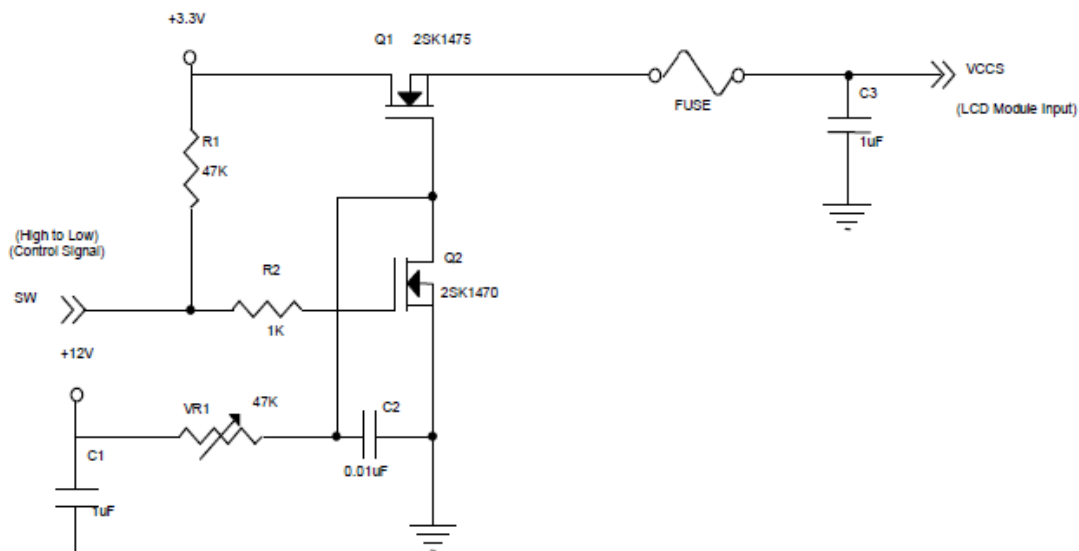 +3.3V
Q1 2SK1475
VCCS
C3
FUSE
(LCD Module Input)
R1
1uF
47K
(High to Low)
(Control Signal)
Q2
R2
SW
2SK1470
1K
+12V
VR1
47K
C2
C1
0.01uF
1uF